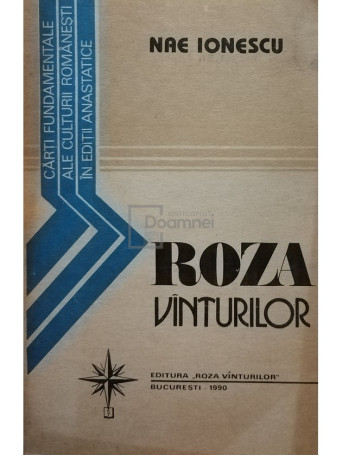 NAE IONESCU
CĂRȚI FUNDAMENTALE
ALE CULTURII ROMÂNEȘTI
ÎN EDIȚII ANASTATICE
Doamnei
ROZA
VÎNTURILOR
EDITURA „ROZA VÎNTURILOR"
BUCUREȘTI - 1990